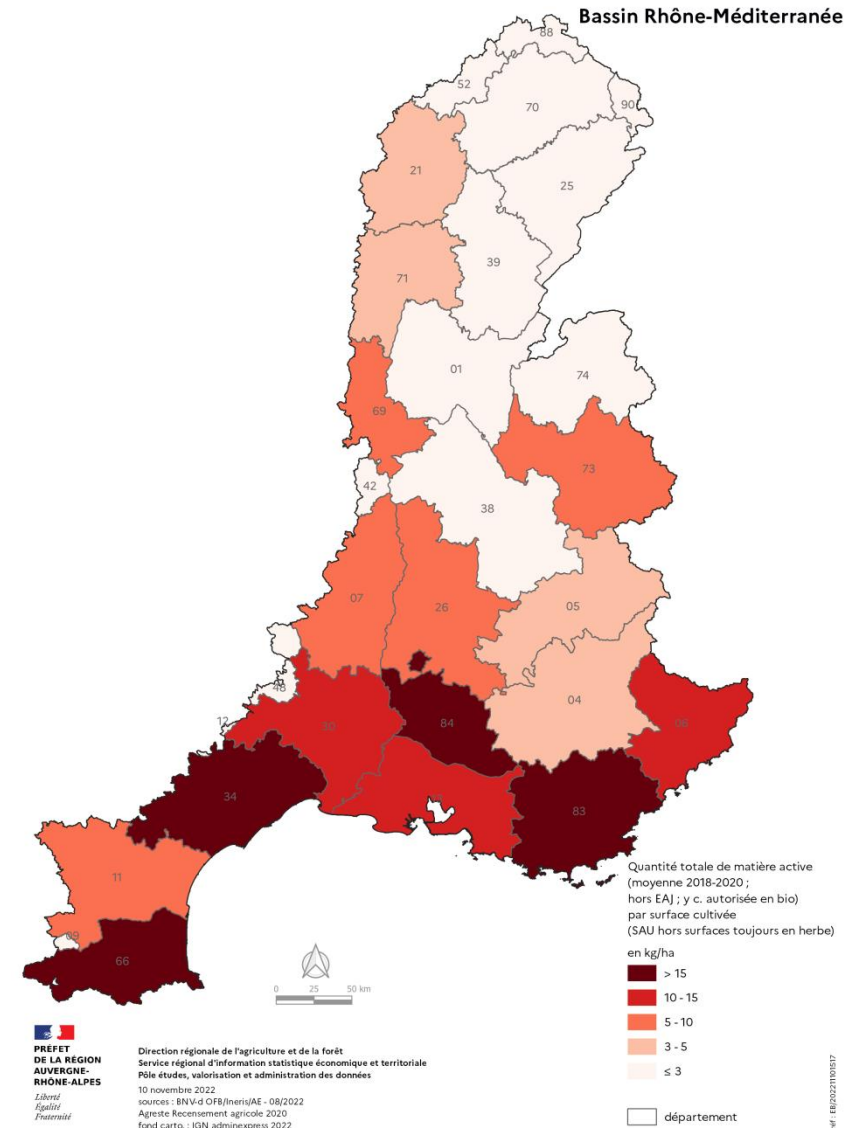 Bassin Rhône-Méditerranée
88
52
70
90
21
25
39
71
01
74
69
73
42
38
07
26
05
48
04
12
30
84
06
34
13
83
11
09
66
Quantité totale de matière active
(moyenne 2018-2020 ;
hors EAJ ; y c. autorisée en bio)
par surface cultivée
(SAU hors surfaces toujours en herbe)
en kg/ha
> 15
10 - 15
5 - 10
3 - 5
≤ 3
département
0 25 50 km
PRÉFET
DE LA RÉGION
AUVERGNE-
RHÔNE-ALPES
Liberté
Égalité
Fraternité
Direction régionale de l'agriculture et de la forêt
Service régional d'information statistique économique et territoriale
Pôle études, valorisation et administration des données
10 novembre 2022
sources : BNV-d OFB/Ineris/AE - 08/2022
Agreste Recensement agricole 2020
fond carto. : IGN adminexpress 2022